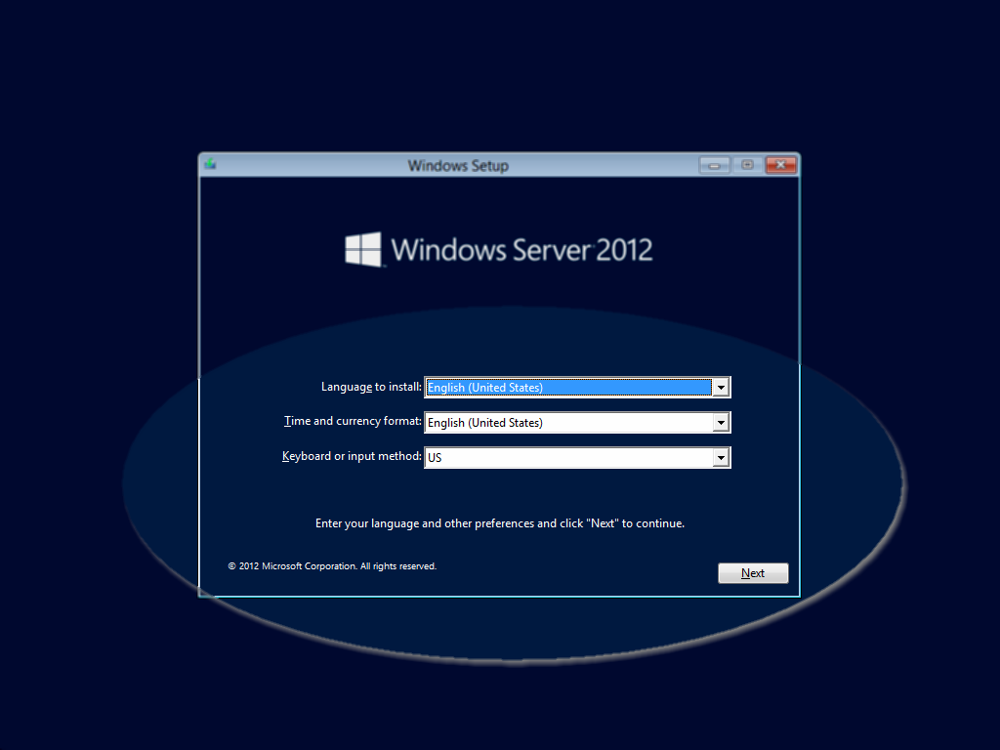 Windows Setup
Windows Server 2012
Language to install: English (United States)
Time and currency format: English (United States)
Keyboard or input method: US
Enter your language and other preferences and click "Next" to continue.
© 2012 Microsoft Corporation. All rights reserved.
Next